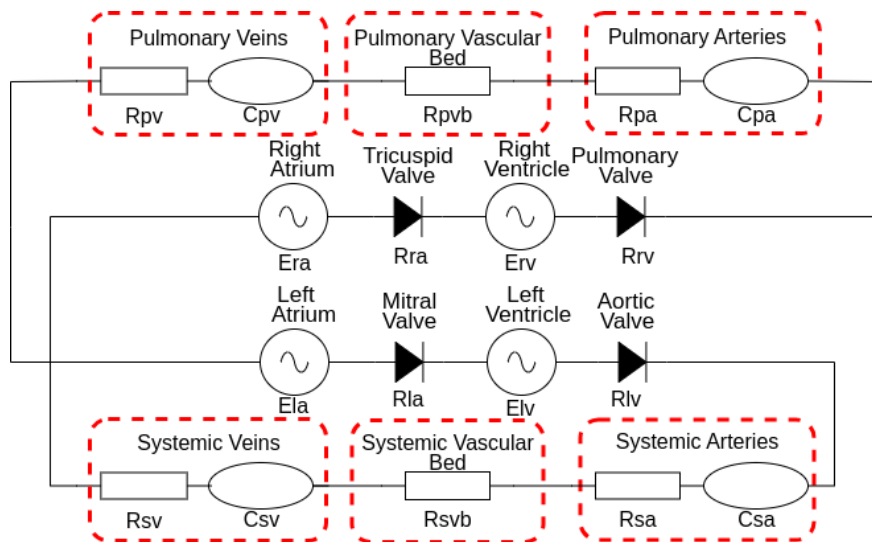 Pulmonary Veins
Pulmonary Vascular
Bed
Pulmonary Arteries
Rpv
Cpv
Rpvb
Rpa
Cpa
Right
Atrium
Tricuspid
Valve
Right
Ventricle
Pulmonary
Valve
Era
Rra
Erv
Rrv
Left
Atrium
Mitral
Valve
Left
Ventricle
Aortic
Valve
Ela
Rla
Elv
Rlv
Systemic Veins
Systemic Vascular
Bed
Systemic Arteries
Rsv
Csv
Rsvb
Rsa
Csa